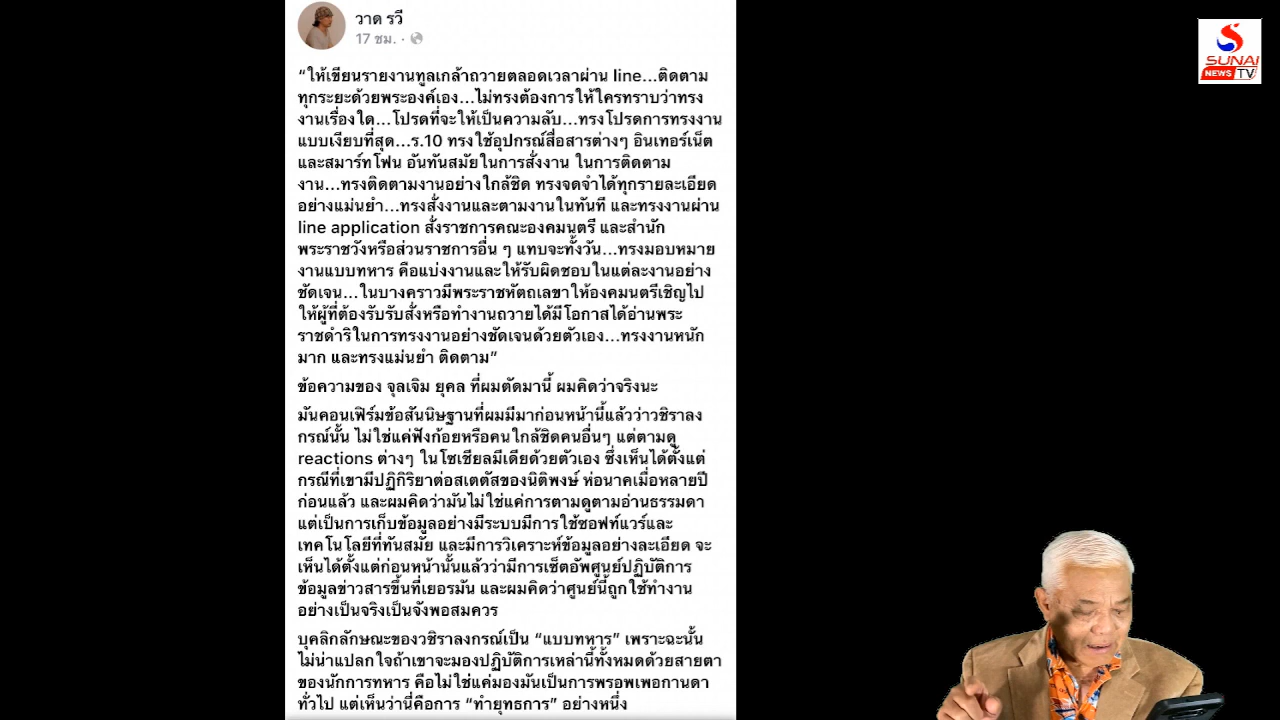 วาด รวี
17 ชม. ·
SUNAI
NEWS TV
“ให้เขียนรายงานทูลเกล้าถวายตลอดเวลาผ่าน line...ติดตาม
ทุกระยะด้วยพระองค์เอง...ไม่ทรงต้องการให้ใครทราบว่าทรง
งานเรื่องใด...โปรดที่จะให้เป็นความลับ...ทรงโปรดการทรงงาน
แบบเงียบที่สุด...ร.10 ทรงใช้อุปกรณ์สื่อสารต่างๆ อินเทอร์เน็ต
และสมาร์ทโฟน อันทันสมัยในการสั่งงาน ในการติดตาม
งาน...ทรงติดตามงานอย่างใกล้ชิด ทรงจดจำได้ทุกรายละเอียด
อย่างแม่นยำ...ทรงสั่งงานและตามงานในทันที และทรงงานผ่าน
line application สั่งราชการคณะองคมนตรี และสำนัก
พระราชวังหรือส่วนราชการอื่น ๆ แทบจะทั้งวัน...ทรงมอบหมาย
งานแบบทหาร คือแบ่งงานและให้รับผิดชอบในแต่ละงานอย่าง
ชัดเจน...ในบางคราวมีพระราชหัตถเลขาให้องคมนตรีเชิญไป
ให้ผู้ที่ต้องรับรับสั่งหรือทำงานถวายได้มีโอกาสได้อ่านพระ
ราชดำริในการทรงงานอย่างชัดเจนด้วยตัวเอง...ทรงงานหนัก
มาก และทรงแม่นยำ ติดตาม”
ข้อความของ จุลเจิม ยุคล ที่ผมตัดมานี้ ผมคิดว่าจริงนะ
มันคอนเฟิร์มข้อสันนิษฐานที่ผมมีมาก่อนหน้านี้แล้วว่าวชิราลง
กรณ์นั้น ไม่ใช่แค่ฟังก้อยหรือคนใกล้ชิดคนอื่นๆ แต่ตามดู
reactions ต่างๆ ในโซเชียลมีเดียด้วยตัวเอง ซึ่งเห็นได้ตั้งแต่
กรณีที่เขามีปฏิกิริยาต่อสเตตัสของนิติพงษ์ ห่อนาคเมื่อหลายปี
ก่อนแล้ว และผมคิดว่ามันไม่ใช่แค่การตามดูตามอ่านธรรมดา
แต่เป็นการเก็บข้อมูลอย่างมีระบบมีการใช้ซอฟท์แวร์และ
เทคโนโลยีที่ทันสมัย และมีการวิเคราะห์ข้อมูลอย่างละเอียด จะ
เห็นได้ตั้งแต่ก่อนหน้านั้นแล้วว่ามีการเซ็ตอัพศูนย์ปฏิบัติการ
ข้อมูลข่าวสารขึ้นที่เยอรมัน และผมคิดว่าศูนย์นี้ถูกใช้ทำงาน
อย่างเป็นจริงเป็นจังพอสมควร
บุคลิกลักษณะของวชิราลงกรณ์เป็น “แบบทหาร” เพราะฉะนั้น
ไม่น่าแปลกใจถ้าเขาจะมองปฏิบัติการเหล่านี้ทั้งหมดด้วยสายตา
ของนักการทหาร คือไม่ใช่แค่มองมันเป็นการพรอพเพอกานดา
ทั่วไป แต่เห็นว่านี่คือการ “ทำยุทธการ” อย่างหนึ่ง